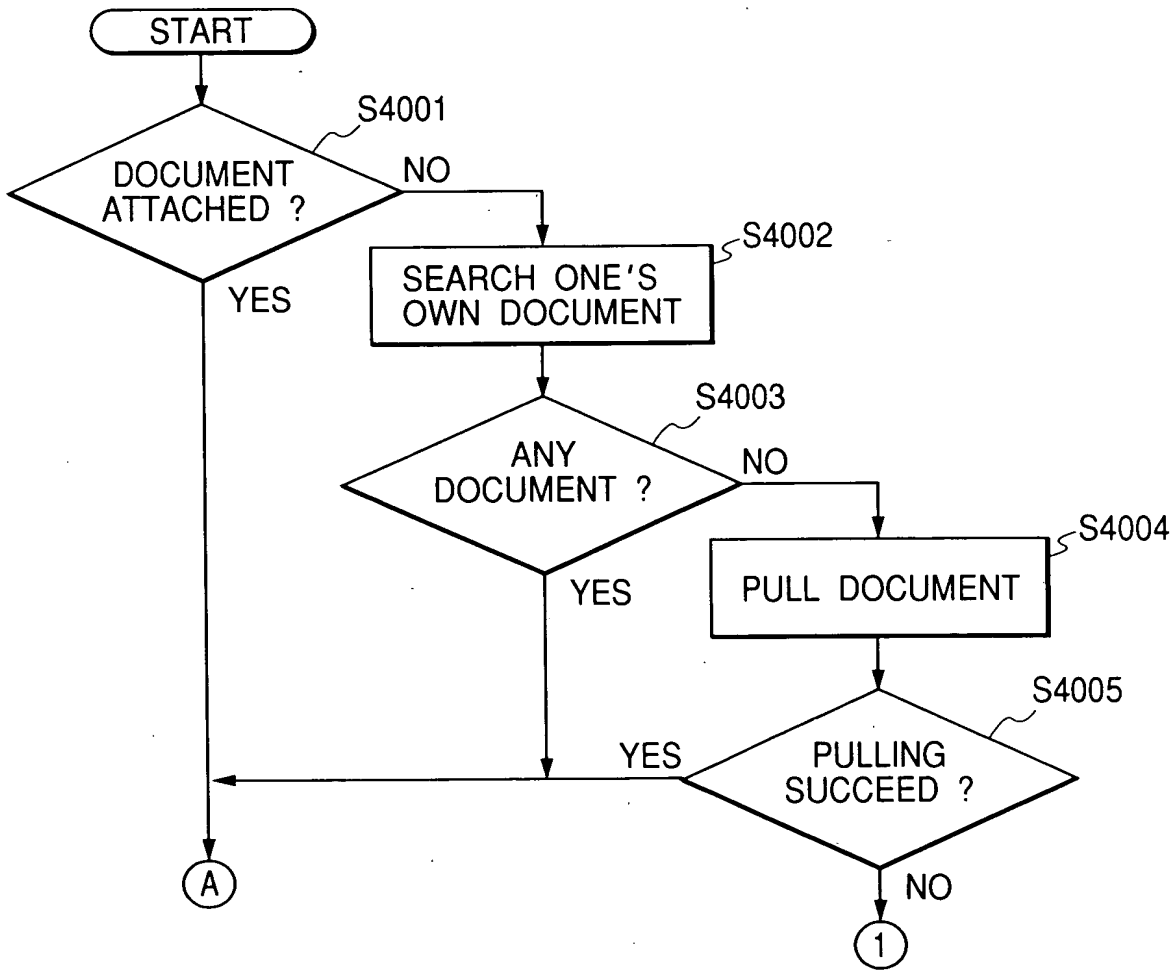 START
S4001
DOCUMENT
ATTACHED ?
NO
YES
S4002
SEARCH ONE'S
OWN DOCUMENT
S4003
ANY
DOCUMENT ?
NO
YES
S4004
PULL DOCUMENT
S4005
PULLING
SUCCEED ?
YES
NO
A
1